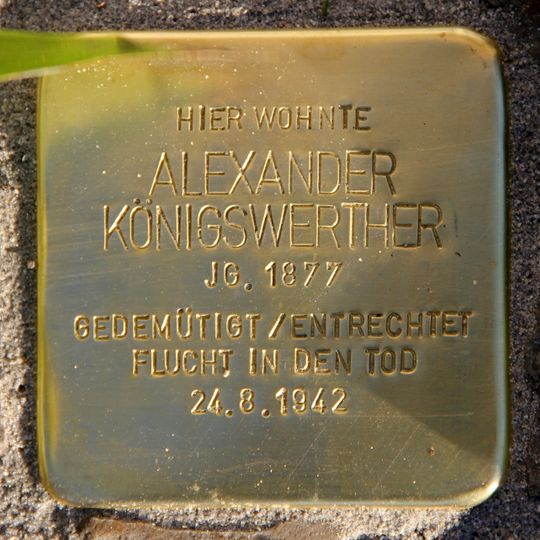 HIER WOHNTE
ALEXANDER
KÖNIGSWERTHER
JG. 1877
GEDEMÜTIGT / ENTRECHTET
FLUCHT IN DEN TOD
24.8.1942